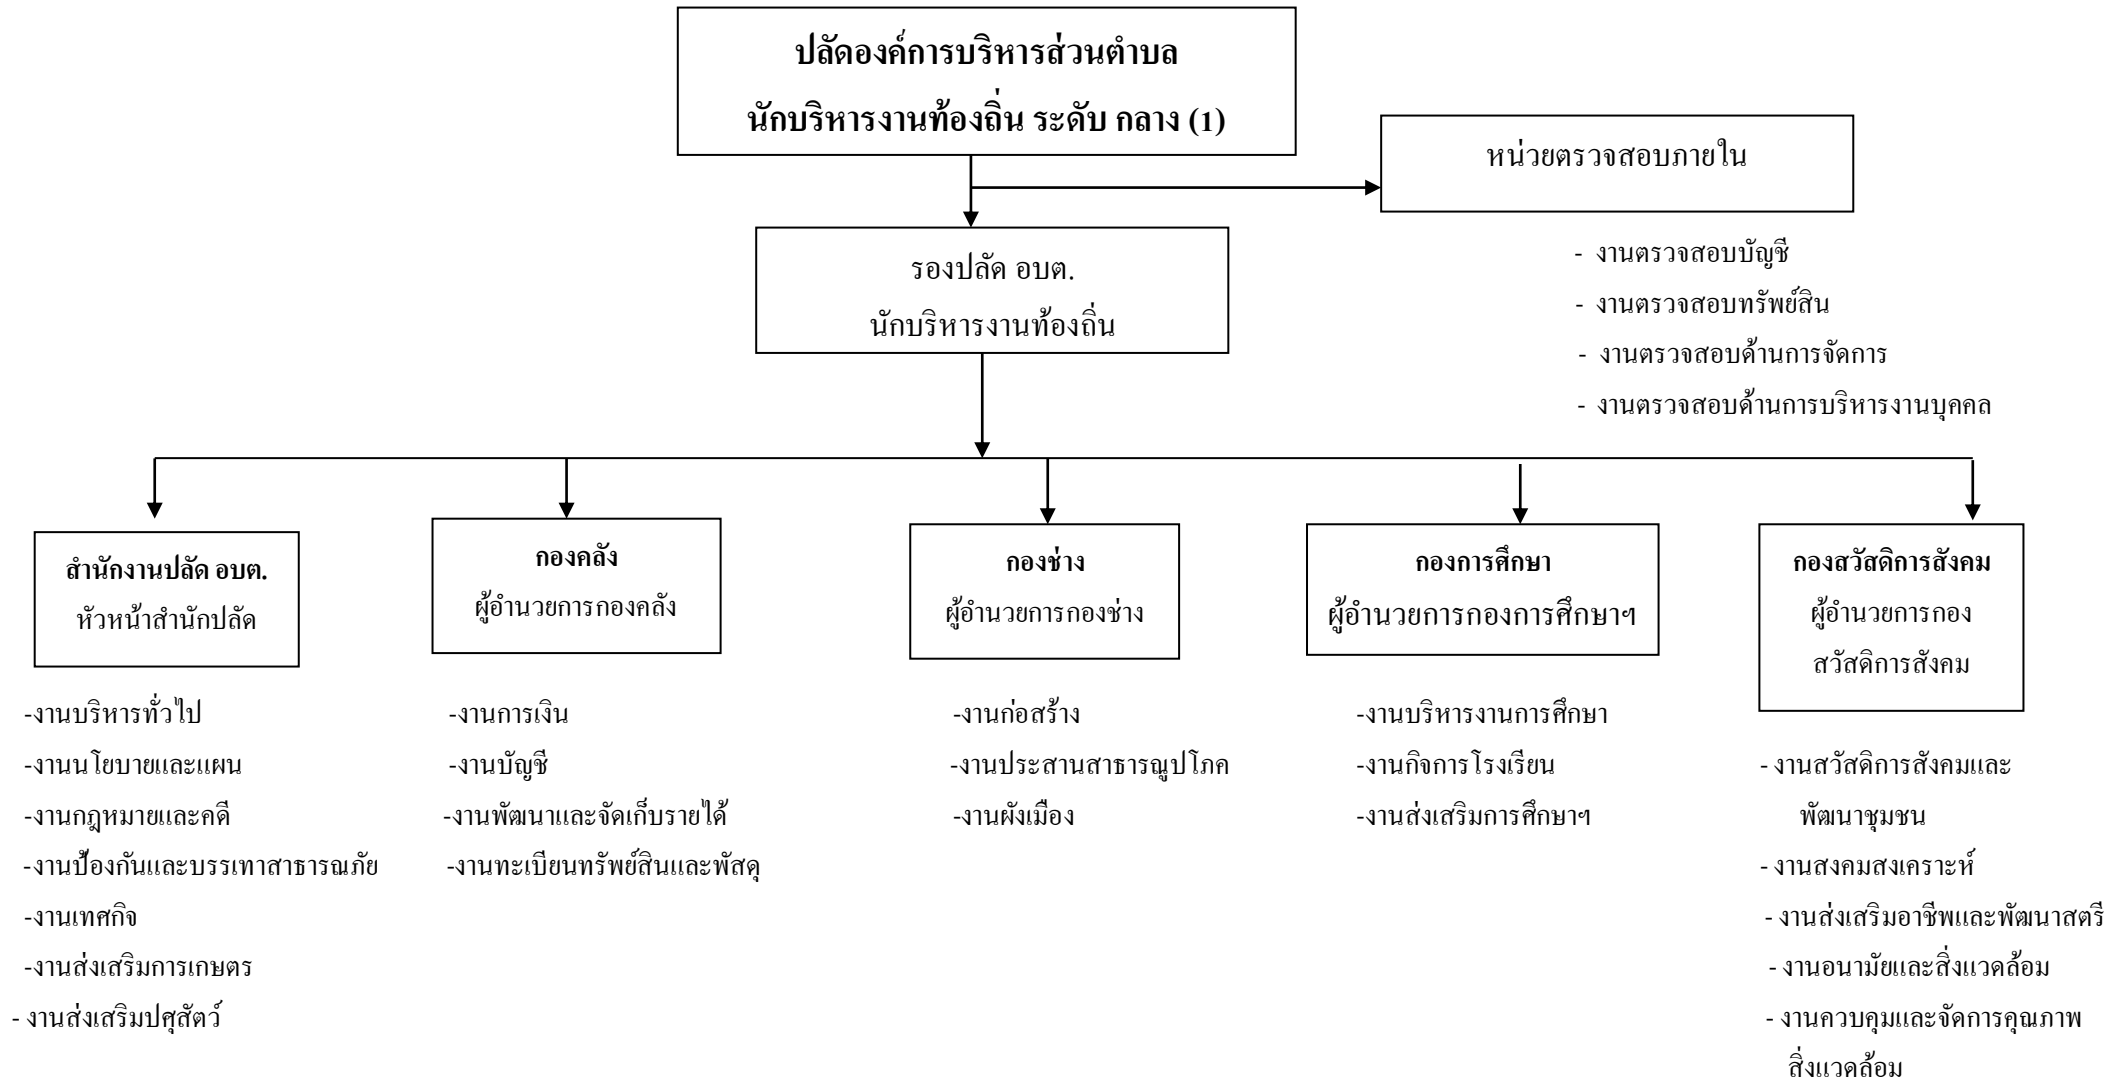 ปลัดองค์การบริหารส่วนตำบล
นักบริหารงานท้องถิ่น ระดับ กลาง (1)
หน่วยตรวจสอบภายใน
- งานตรวจสอบบัญชี
- งานตรวจสอบทรัพย์สิน
- งานตรวจสอบด้านการจัดการ
- งานตรวจสอบด้านการบริหารงานบุคคล
รองปลัด อบต.
นักบริหารงานท้องถิ่น
สำนักงานปลัด อบต.
หัวหน้าสำนักปลัด
-งานบริหารทั่วไป
-งานนโยบายและแผน
-งานกฎหมายและคดี
-งานป้องกันและบรรเทาสาธารณภัย
-งานเทศกิจ
-งานส่งเสริมการเกษตร
- งานส่งเสริมปศุสัตว์
กองคลัง
ผู้อำนวยการกองคลัง
-งานการเงิน
-งานบัญชี
-งานพัฒนาและจัดเก็บรายได้
-งานทะเบียนทรัพย์สินและพัสดุ
กองช่าง
ผู้อำนวยการกองช่าง
-งานก่อสร้าง
-งานประสานสาธารณูปโภค
-งานผังเมือง
กองการศึกษา
ผู้อำนวยการกองการศึกษาฯ
-งานบริหารงานการศึกษา
-งานกิจการโรงเรียน
-งานส่งเสริมการศึกษาฯ
กองสวัสดิการสังคม
ผู้อำนวยการกอง
สวัสดิการสังคม
- งานสวัสดิการสังคมและ
พัฒนาชุมชน
- งานสงคมสงเคราะห์
- งานส่งเสริมอาชีพและพัฒนาสตรี
- งานอนามัยและสิ่งแวดล้อม
- งานควบคุมและจัดการคุณภาพ
สิ่งแวดล้อม